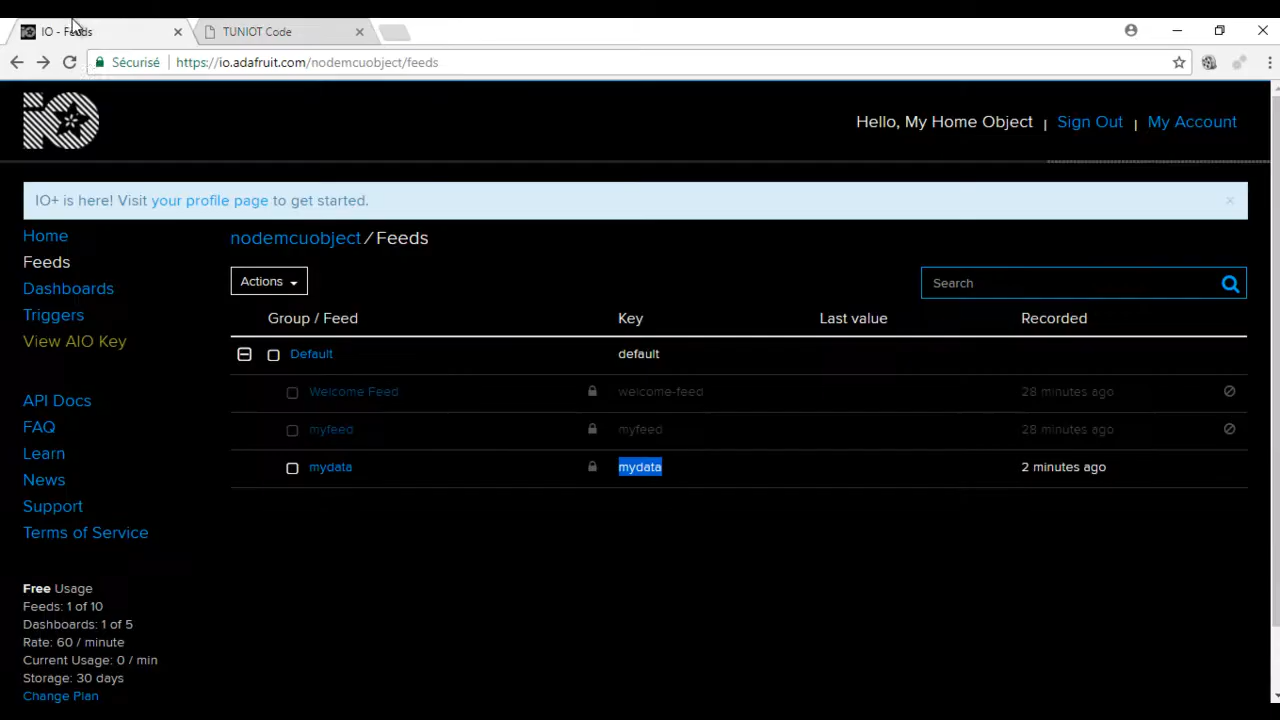 IO - Feeds
TUNIOT Code
Sécurisé
https://io.adafruit.com/nodemcuobject/feeds
Hello, My Home Object | Sign Out | My Account
IO+ is here! Visit your profile page to get started.
Home
Feeds
Dashboards
Triggers
View AIO Key
API Docs
FAQ
Learn
News
Support
Terms of Service
Free Usage
Feeds: 1 of 10
Dashboards: 1 of 5
Rate: 60 / minute
Current Usage: 0 / min
Storage: 30 days
Change Plan
nodemcuobject / Feeds
Actions
Search
Group / Feed Key Last value Recorded
Default default
Welcome Feed welcome-feed 28 minutes ago
myfeed myfeed 28 minutes ago
mydata mydata 2 minutes ago